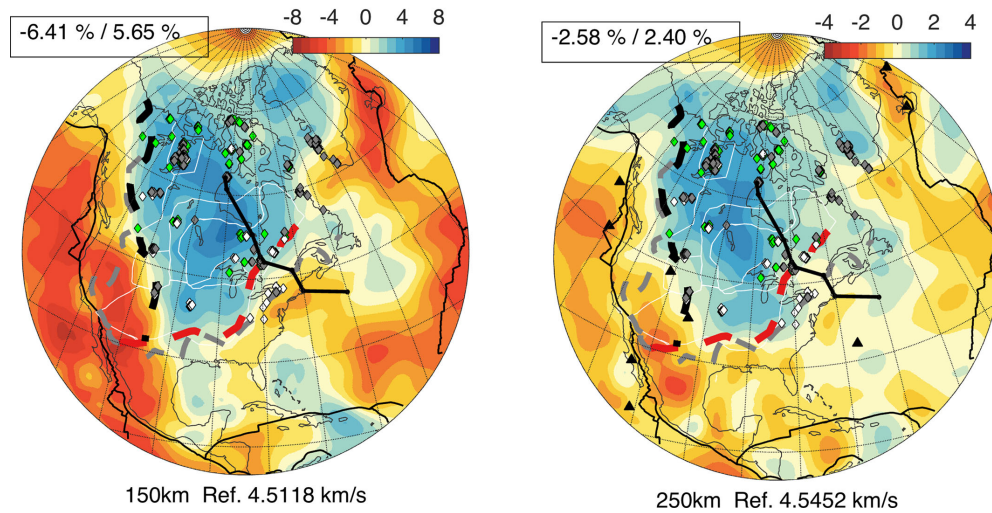 -6.41 % / 5.65 %
-8 -4 0 4 8
-2.58 % / 2.40 %
-4 -2 0 2 4
150km Ref. 4.5118 km/s
250km Ref. 4.5452 km/s